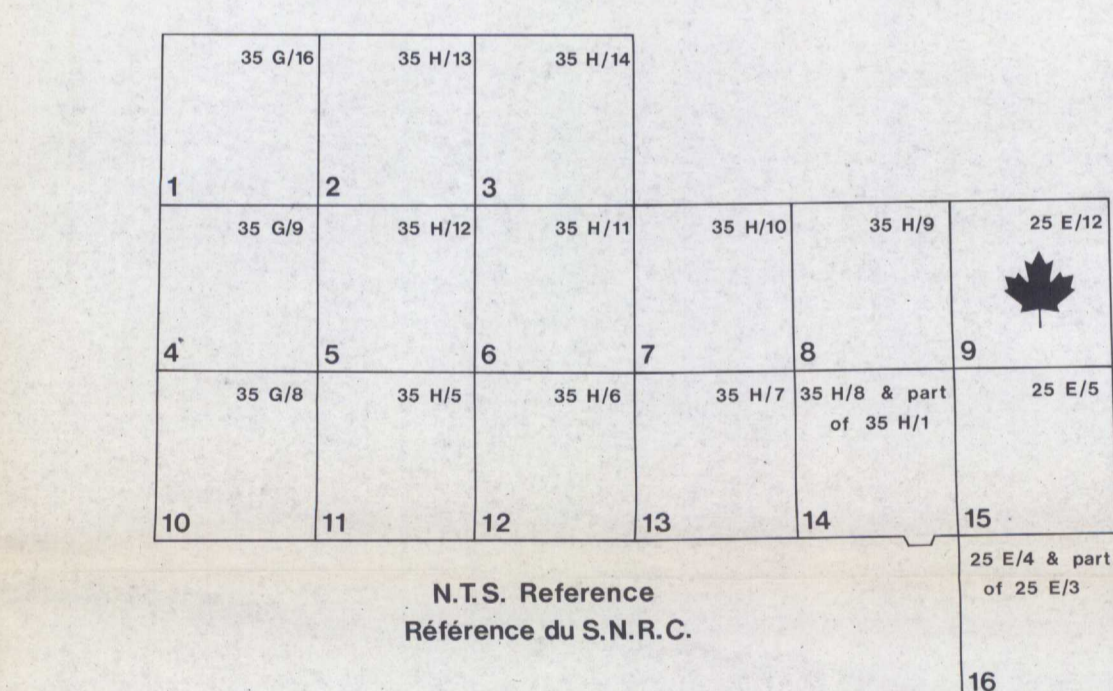 35 G/16 35 H/13 35 H/14
1 2 3
35 G/9 35 H/12 35 H/11 35 H/10 35 H/9 25 E/12
4 5 6 7 8 9
35 G/8 35 H/5 35 H/6 35 H/7 35 H/8 & part 25 E/5
of 35 H/1
10 11 12 13 14 15
25 E/4 & part
of 25 E/3
N.T.S. Reference
Référence du S.N.R.C.
16